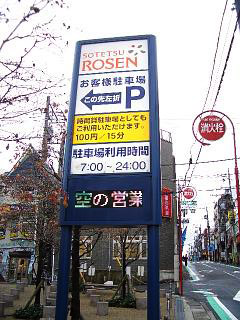 SOTETSU
ROSEN
お客様駐車場
この先左折
P
時間貸駐車場としても
ご利用いただけます。
100円/15分
駐車場利用時間
7:00~24:00
空の営業
消火栓